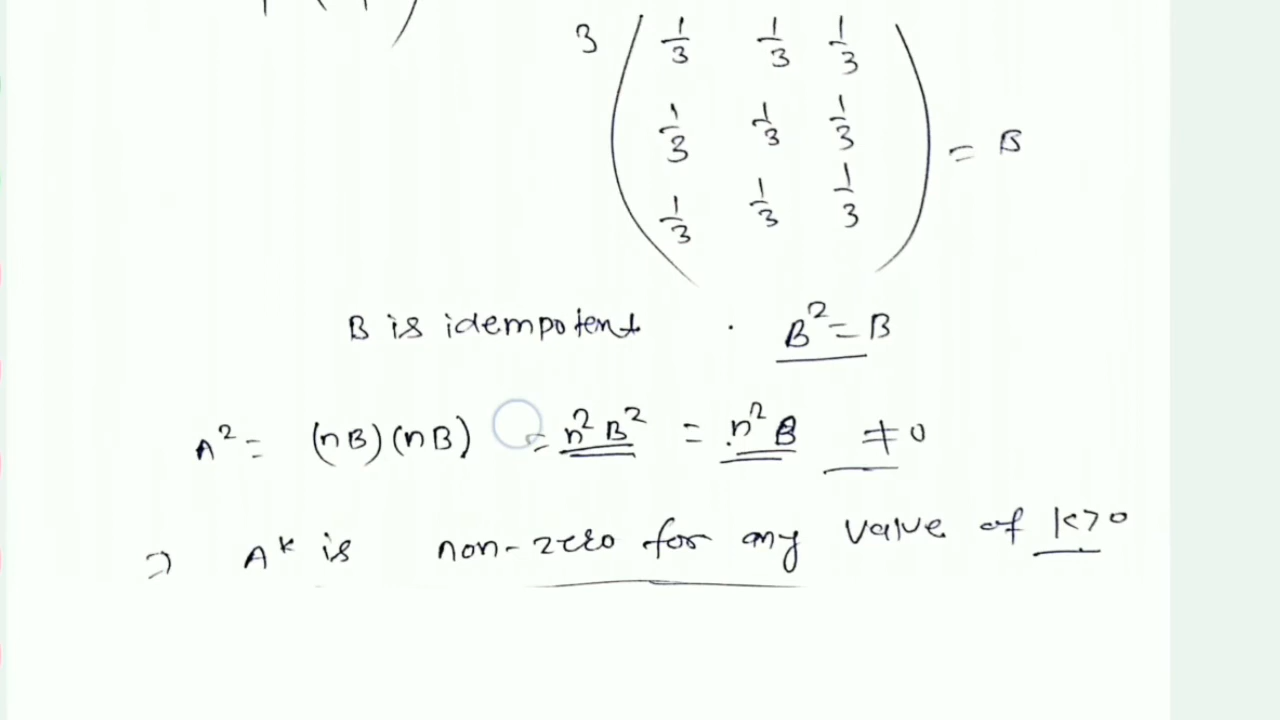 3 ( 1/3 1/3 1/3
1/3 1/3 1/3
1/3 1/3 1/3 ) = B
B is idempotent . B² = B
A² = (nB)(nB) = n²B² = n²B ≠ 0
⇒ Aᵏ is non-zero for any value of k>0